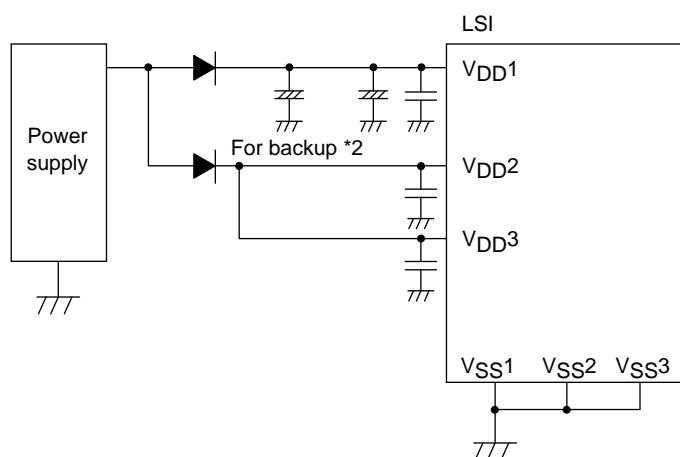 LSI
VDD1
Power
supply
For backup *2
VDD2
VDD3
VSS1 VSS2 VSS3